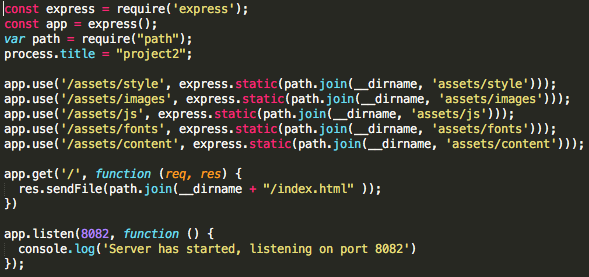 const express = require('express');
const app = express();
var path = require("path");
process.title = "project2";

app.use('/assets/style', express.static(path.join(__dirname, 'assets/style')));
app.use('/assets/images', express.static(path.join(__dirname, 'assets/images')));
app.use('/assets/js', express.static(path.join(__dirname, 'assets/js')));
app.use('/assets/fonts', express.static(path.join(__dirname, 'assets/fonts')));
app.use('/assets/content', express.static(path.join(__dirname, 'assets/content')));

app.get('/', function (req, res) {
  res.sendFile(path.join(__dirname + "/index.html" ));
})

app.listen(8082, function () {
  console.log('Server has started, listening on port 8082')
});